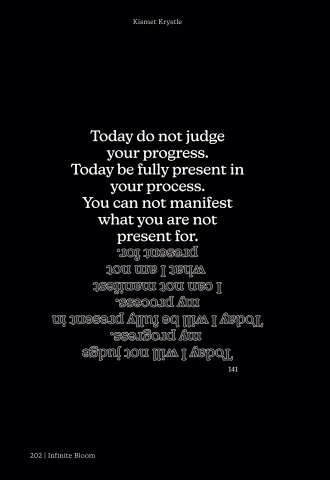 Kismet Krystle
Today do not judge
your progress.
Today be fully present in
your process.
You can not manifest
what you are not
present for.
Today I will not judge
my progress.
Today I will be fully present in
my process.
I can not manifest
what I am not
present for.
141
202 | Infinite Bloom